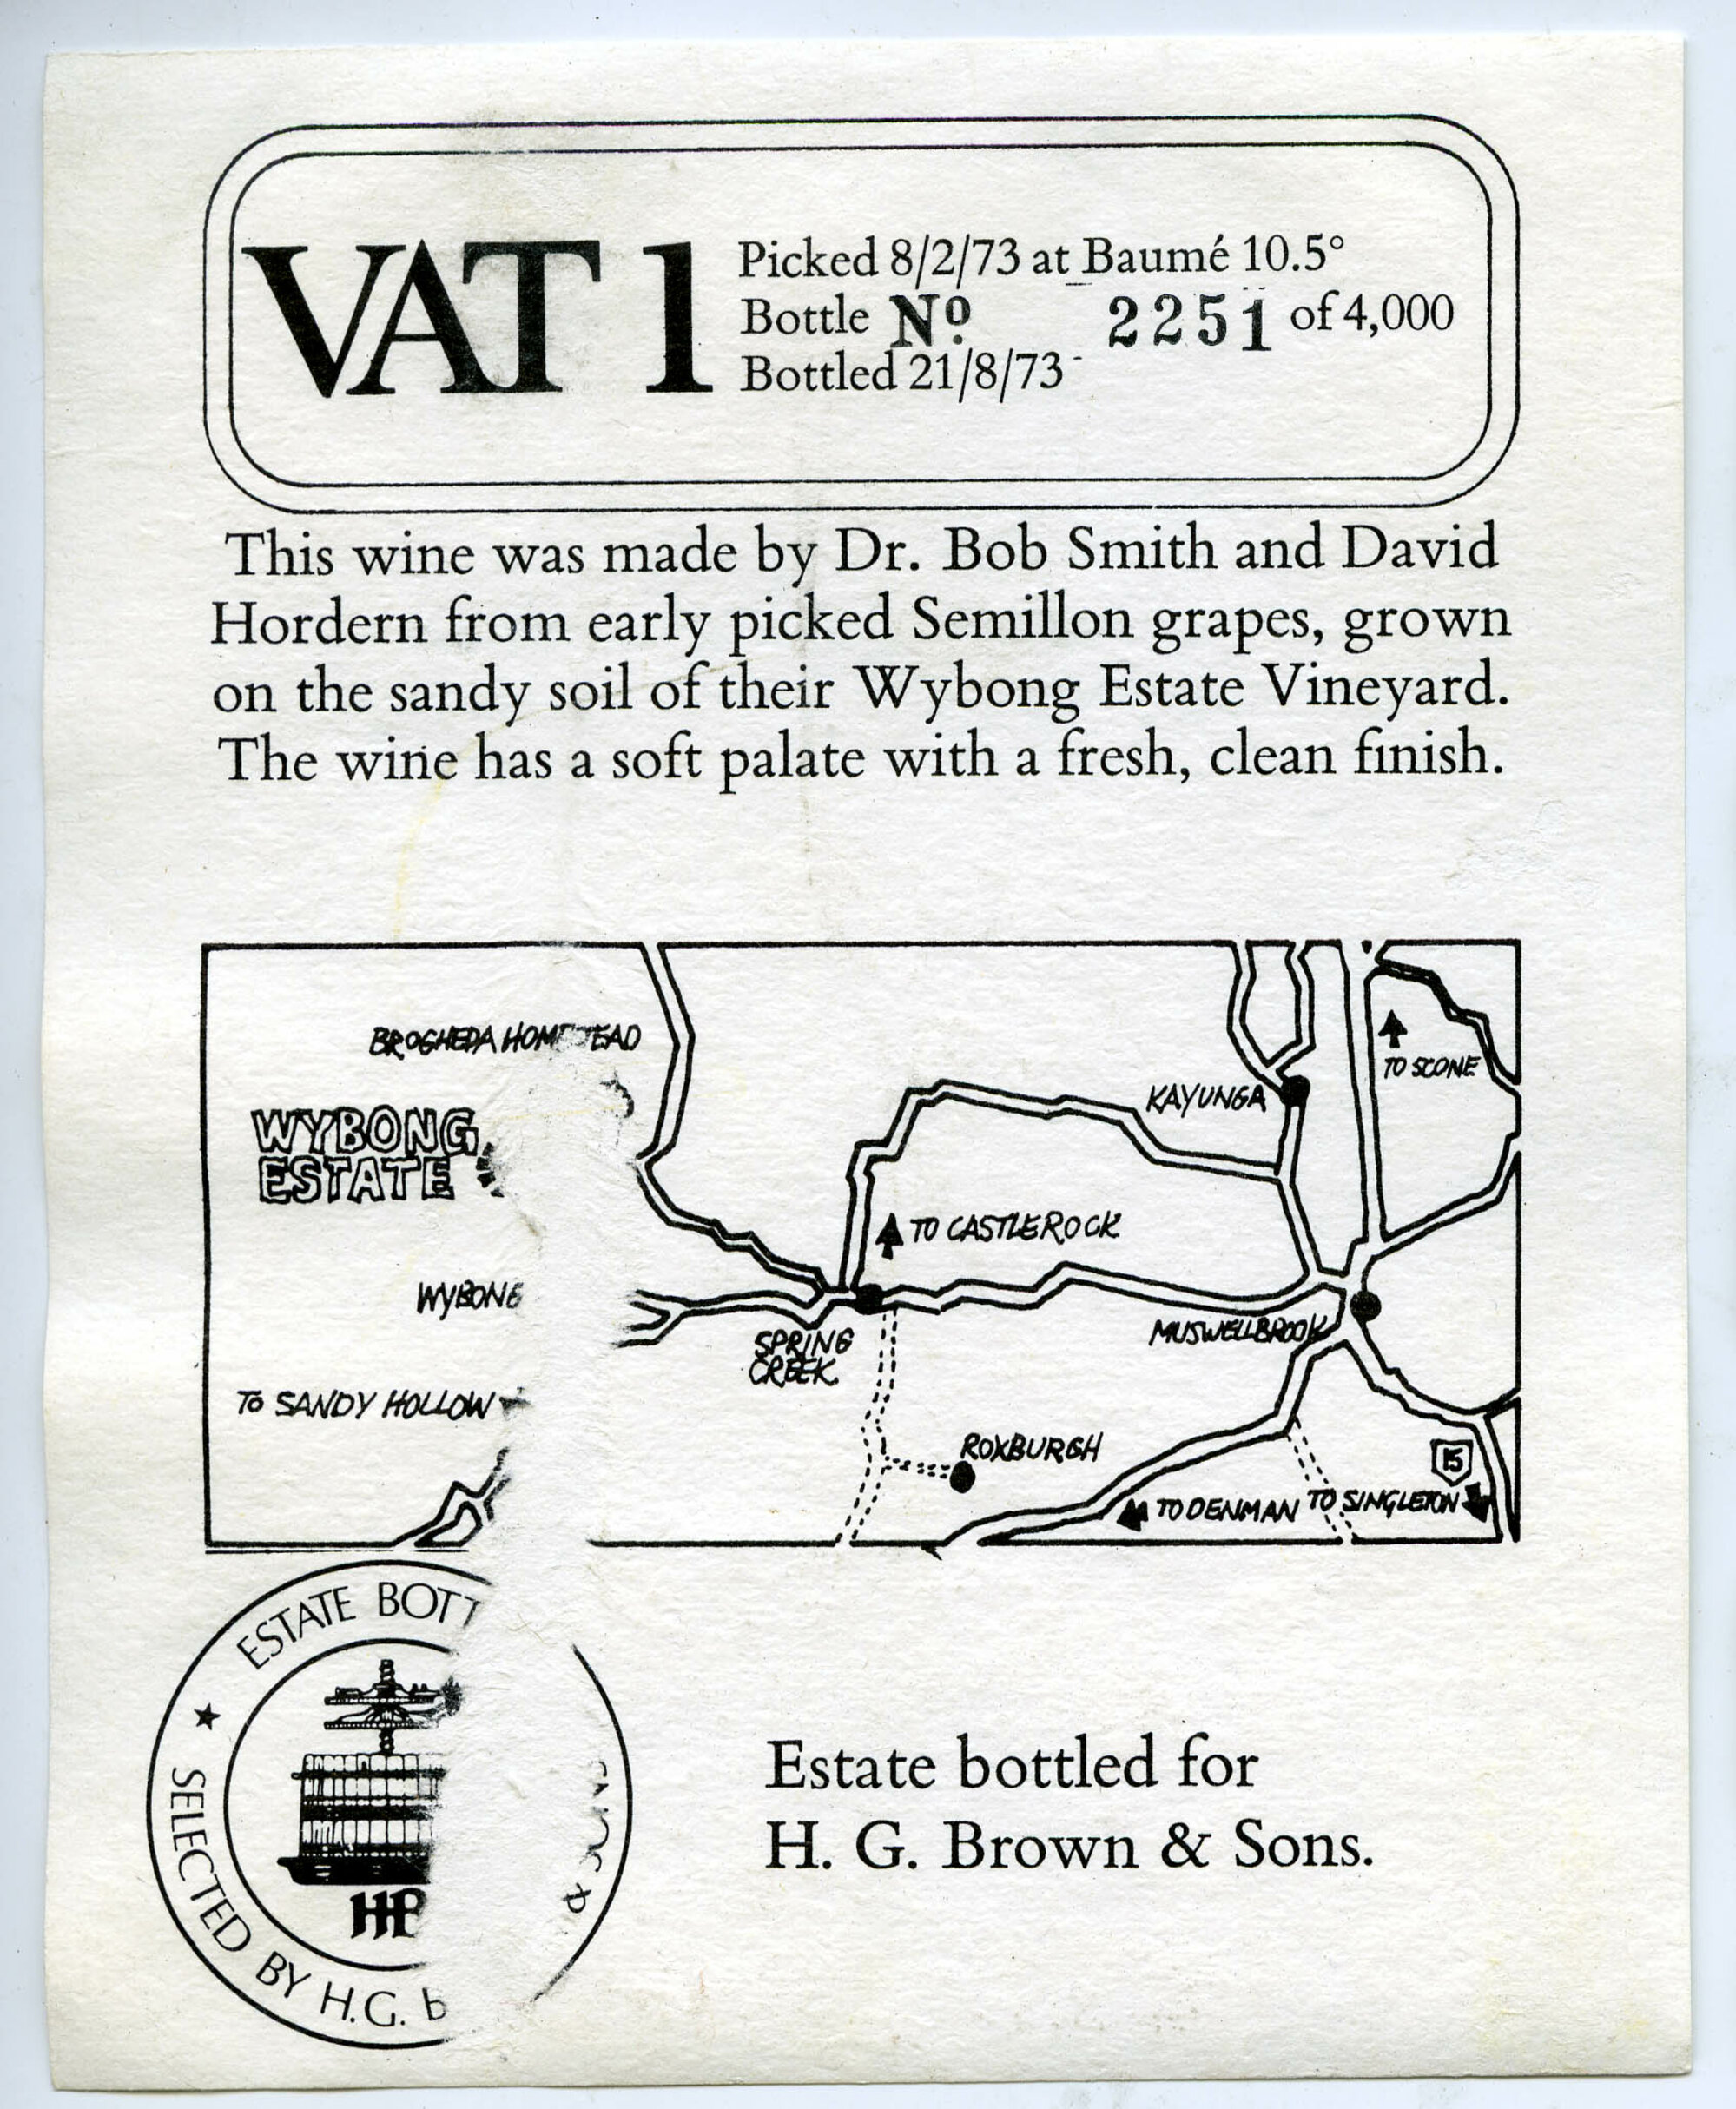 VAT 1
Picked 8/2/73 at Baumé 10.5°
Bottle Nº 2251 of 4,000
Bottled 21/8/73
This wine was made by Dr. Bob Smith and David
Hordern from early picked Semillon grapes, grown
on the sandy soil of their Wybong Estate Vineyard.
The wine has a soft palate with a fresh, clean finish.
BROGHEDA
TO SCONE
KAYUNGA
WYBONG
ESTATE
TO CASTLEROCK
WYBONG
SPRING
CREEK
MUSWELLBROOK
TO SANDY HOLLOW
ROXBURGH
15
TO DENMAN
TO SINGLETON
ESTATE
SELECTED BY H.G.
Estate bottled for
H. G. Brown & Sons.